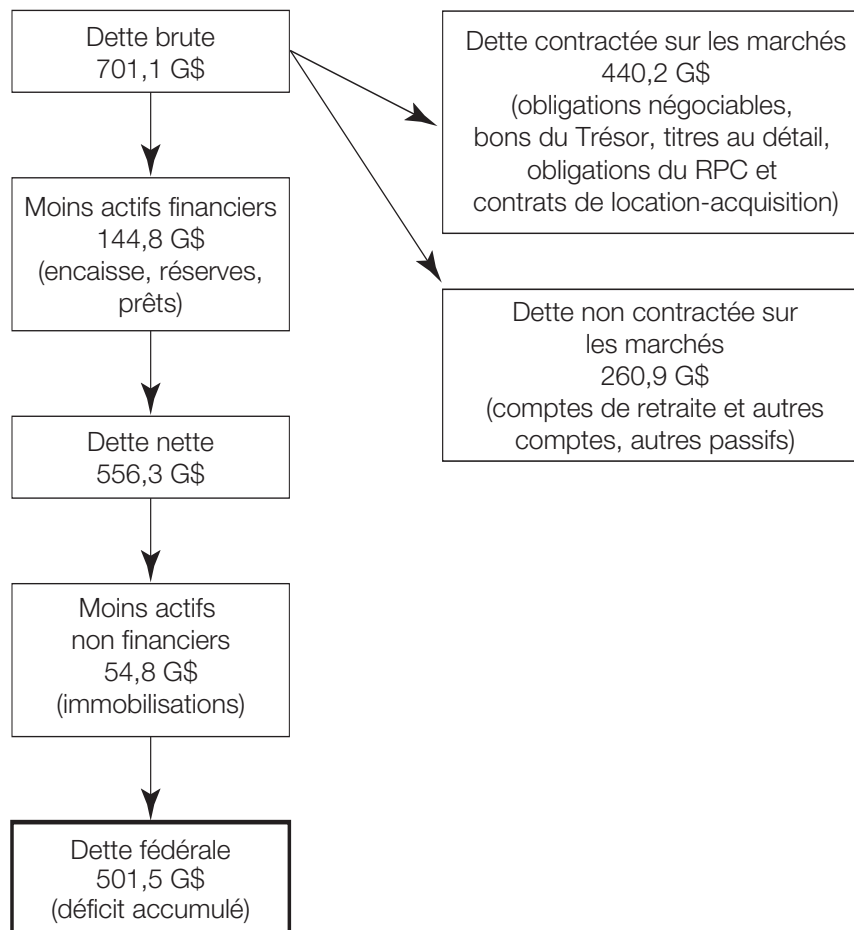 Dette brute
701,1 G$
Moins actifs financiers
144,8 G$
(encaisse, réserves,
prêts)
Dette nette
556,3 G$
Moins actifs
non financiers
54,8 G$
(immobilisations)
Dette fédérale
501,5 G$
(déficit accumulé)
Dette contractée sur les marchés
440,2 G$
(obligations négociables,
bons du Trésor, titres au détail,
obligations du RPC et
contrats de location-acquisition)
Dette non contractée sur
les marchés
260,9 G$
(comptes de retraite et autres
comptes, autres passifs)